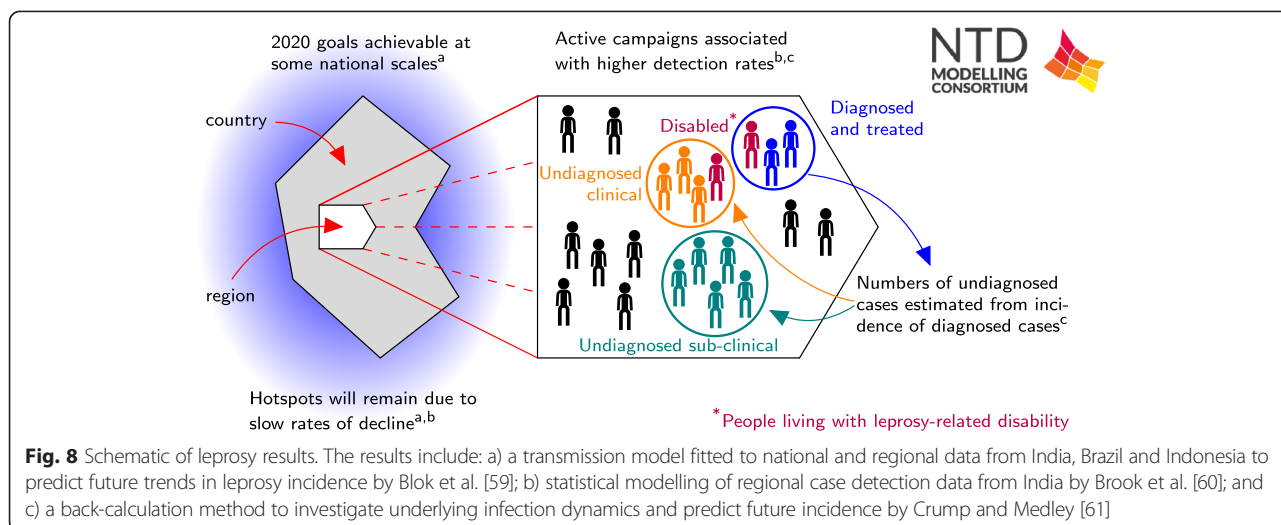 2020 goals achievable at
some national scalesᵃ
Active campaigns associated
with higher detection ratesᵇ,ᶜ
NTD
MODELLING
CONSORTIUM
country
Disabled*
Diagnosed
and treated
Undiagnosed
clinical
region
Numbers of undiagnosed
cases estimated from inci-
dence of diagnosed casesᶜ
Undiagnosed sub-clinical
Hotspots will remain due to
slow rates of declineᵃ,ᵇ
*People living with leprosy-related disability
Fig. 8 Schematic of leprosy results. The results include: a) a transmission model fitted to national and regional data from India, Brazil and Indonesia to
predict future trends in leprosy incidence by Blok et al. [59]; b) statistical modelling of regional case detection data from India by Brook et al. [60]; and
c) a back-calculation method to investigate underlying infection dynamics and predict future incidence by Crump and Medley [61]